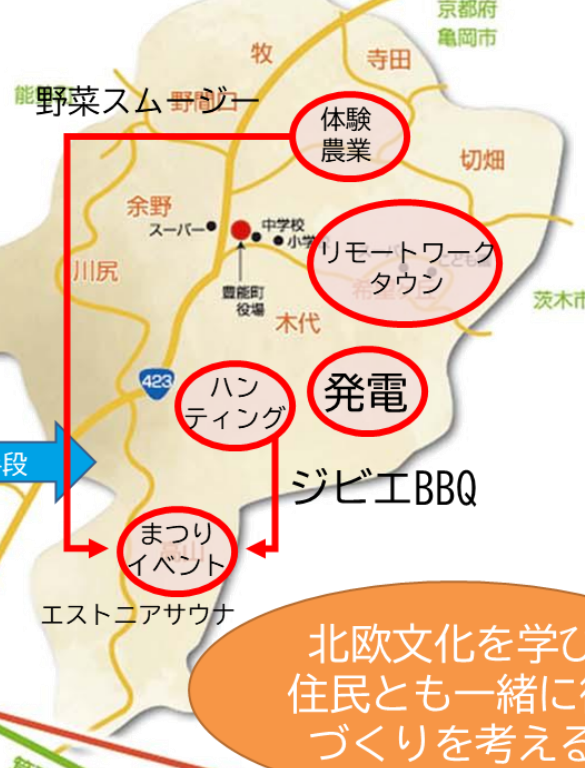 京都府
亀岡市
牧
寺田
野菜スムージー
野間口
体験
農業
切畑
余野
スーパー
中学校
小学
リモートワーク
タウン
川尻
豊能町
役場
木代
茨木市
423
ハン
ティング
発電
段
ジビエBBQ
まつり
イベント
エストニアサウナ
北欧文化を学び
住民とも一緒に
づくりを考える